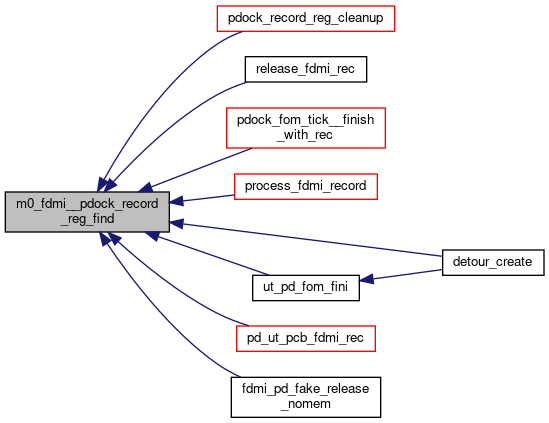 pdock_record_reg_cleanup
release_fdmi_rec
pdock_fom_tick__finish
_with_rec
process_fdmi_record
m0_fdmi__pdock_record
_reg_find
detour_create
ut_pd_fom_fini
pd_ut_pcb_fdmi_rec
fdmi_pd_fake_release
_nomem